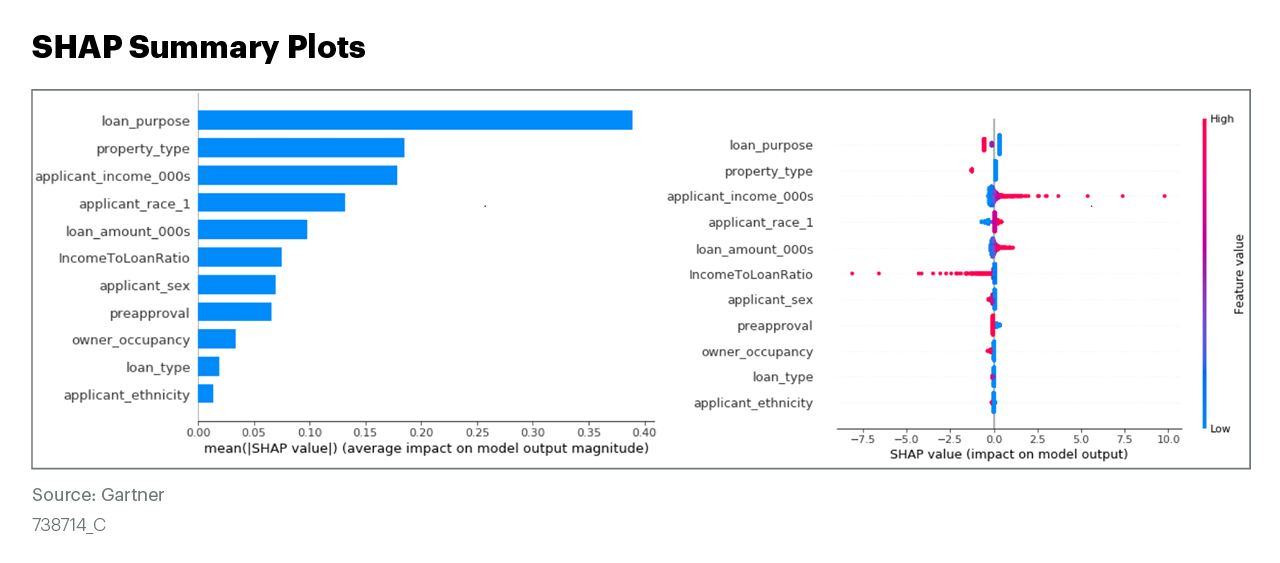 SHAP Summary Plots
loan_purpose
property_type
applicant_income_000s
applicant_race_1
loan_amount_000s
IncomeToLoanRatio
applicant_sex
preapproval
owner_occupancy
loan_type
applicant_ethnicity
0.00 0.05 0.10 0.15 0.20 0.25 0.30 0.35 0.40
mean(|SHAP value|) (average impact on model output magnitude)
loan_purpose
property_type
applicant_income_000s
applicant_race_1
loan_amount_000s
IncomeToLoanRatio
applicant_sex
preapproval
owner_occupancy
loan_type
applicant_ethnicity
−7.5 −5.0 −2.5 0.0 2.5 5.0 7.5 10.0
SHAP value (impact on model output)
High
Feature value
Low
Source: Gartner
738714_C